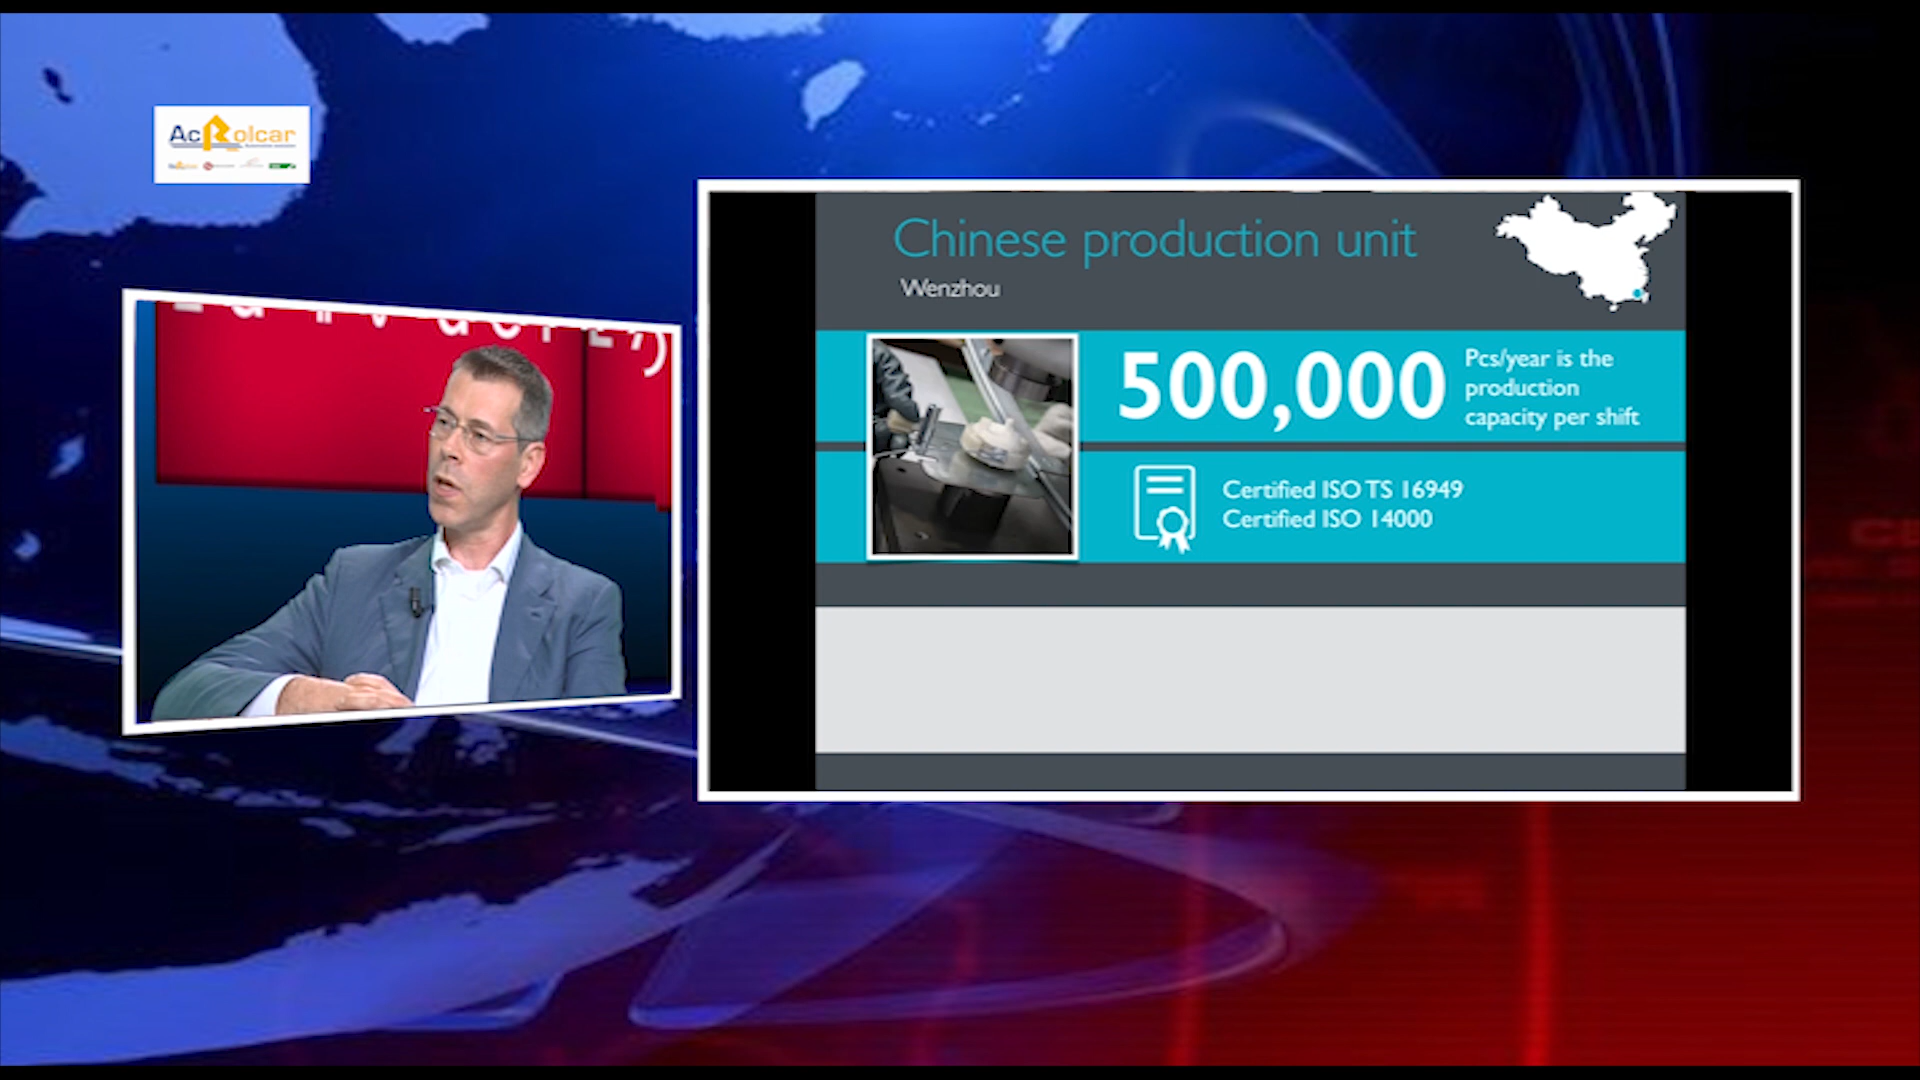 AcRolcar
Chinese production unit
Wenzhou
500,000
Pcs/year is the
production
capacity per shift
Certified ISO TS 16949
Certified ISO 14000